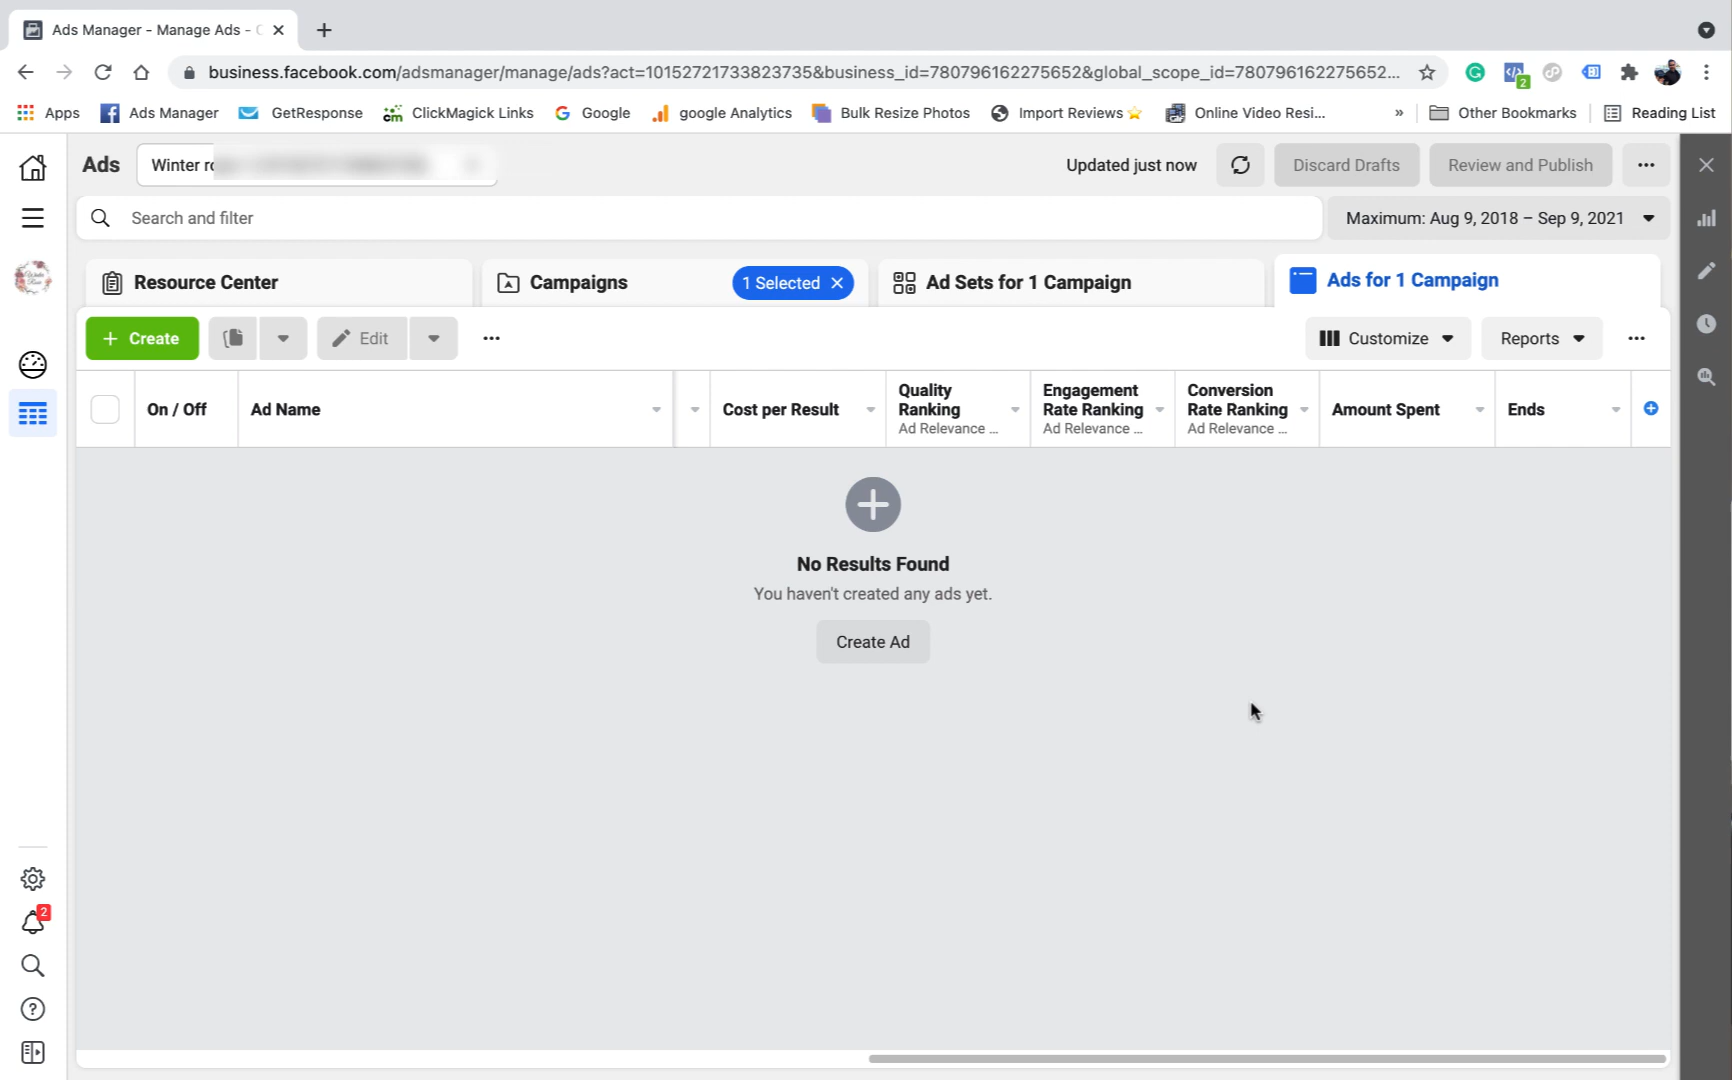 Ads Manager - Manage Ads - C
business.facebook.com/adsmanager/manage/ads?act=10152721733823735&business_id=780796162275652&global_scope_id=780796162275652...
2
Apps
Ads Manager
GetResponse
cm ClickMagick Links
Google
google Analytics
Bulk Resize Photos
Import Reviews⭐
Online Video Resi...
»
Other Bookmarks
Reading List
Ads
Winter ro
Updated just now
Discard Drafts
Review and Publish
Search and filter
Maximum: Aug 9, 2018 – Sep 9, 2021
Resource Center
Campaigns
1 Selected
Ad Sets for 1 Campaign
Ads for 1 Campaign
+ Create
Edit
Customize
Reports
On / Off
Ad Name
Cost per Result
Quality
Ranking
Ad Relevance ...
Engagement
Rate Ranking
Ad Relevance ...
Conversion
Rate Ranking
Ad Relevance ...
Amount Spent
Ends
No Results Found
You haven't created any ads yet.
Create Ad
2